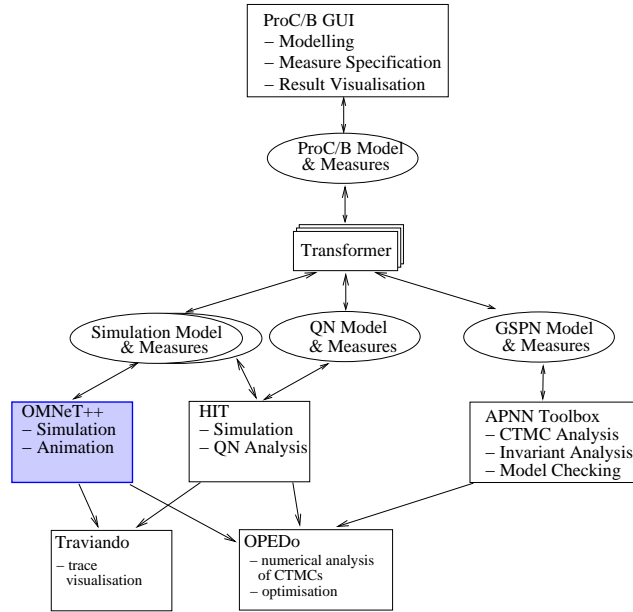 ProC/B GUI
– Modelling
– Measure Specification
– Result Visualisation
ProC/B Model
& Measures
Transformer
Simulation Model
& Measures
QN Model
& Measures
GSPN Model
& Measures
OMNeT++
– Simulation
– Animation
HIT
– Simulation
– QN Analysis
APNN Toolbox
– CTMC Analysis
– Invariant Analysis
– Model Checking
Traviando
– trace
visualisation
OPEDo
– numerical analysis
of CTMCs
– optimisation